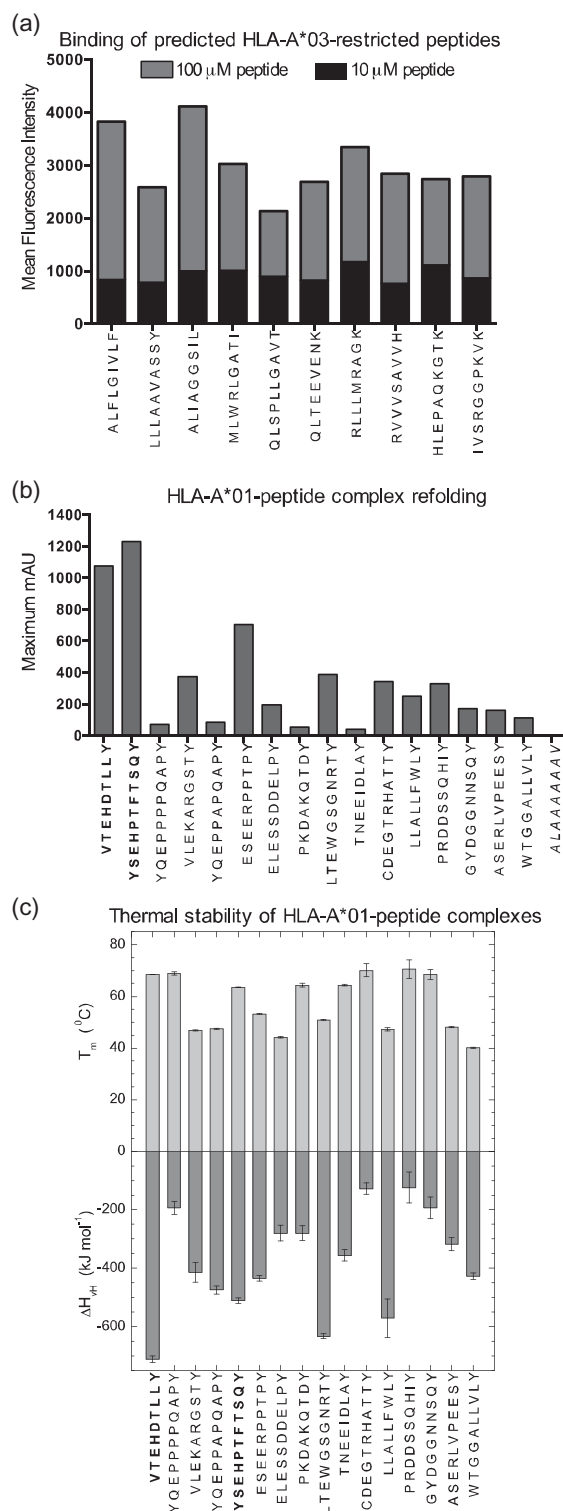 (a)
Binding of predicted HLA-A*03-restricted peptides
100 μM peptide
10 μM peptide
Mean Fluorescence Intensity
5000
4000
3000
2000
1000
0
ALFLGIVLF
LLLAAVASSY
ALIAGGSIL
MLWRLGATI
QLSPLLGAVT
QLTEEVENK
RLLLMRAGK
RVVVSAVVH
HLEPAQKGTK
IVSRGGPKVK
(b)
HLA-A*01-peptide complex refolding
Maximum mAU
1400
1200
1000
800
600
400
200
0
VTEHDTLLY
YSEHPTFTSQY
YQEPPPPQAPY
VLEKARGSTY
YQEPPAPQAPY
ESEERPPTPY
ELESSDDELPY
PKDAKQTDY
LTEWGSGNRTY
TNEEIDLAY
CDEGTRHATTY
LLALLFWLY
PRDDSSQHIY
GYDGGNNSQY
ASERLVPEESY
WTGGALLVLY
ALAAAAAAV
(c)
Thermal stability of HLA-A*01-peptide complexes
80
60
40
20
0
-200
-400
-600
Tm (⁰C)
ΔHvH (kJ mol⁻¹)
VTEHDTLLY
YQEPPPPQAPY
VLEKARGSTY
YQEPPAPQAPY
YSEHPTFTSQY
ESEERPPTPY
ELESSDDELPY
PKDAKQTDY
LTEWGSGNRTY
TNEEIDLAY
CDEGTRHATTY
LLALLFWLY
PRDDSSQHIY
GYDGGNNSQY
ASERLVPEESY
WTGGALLVLY